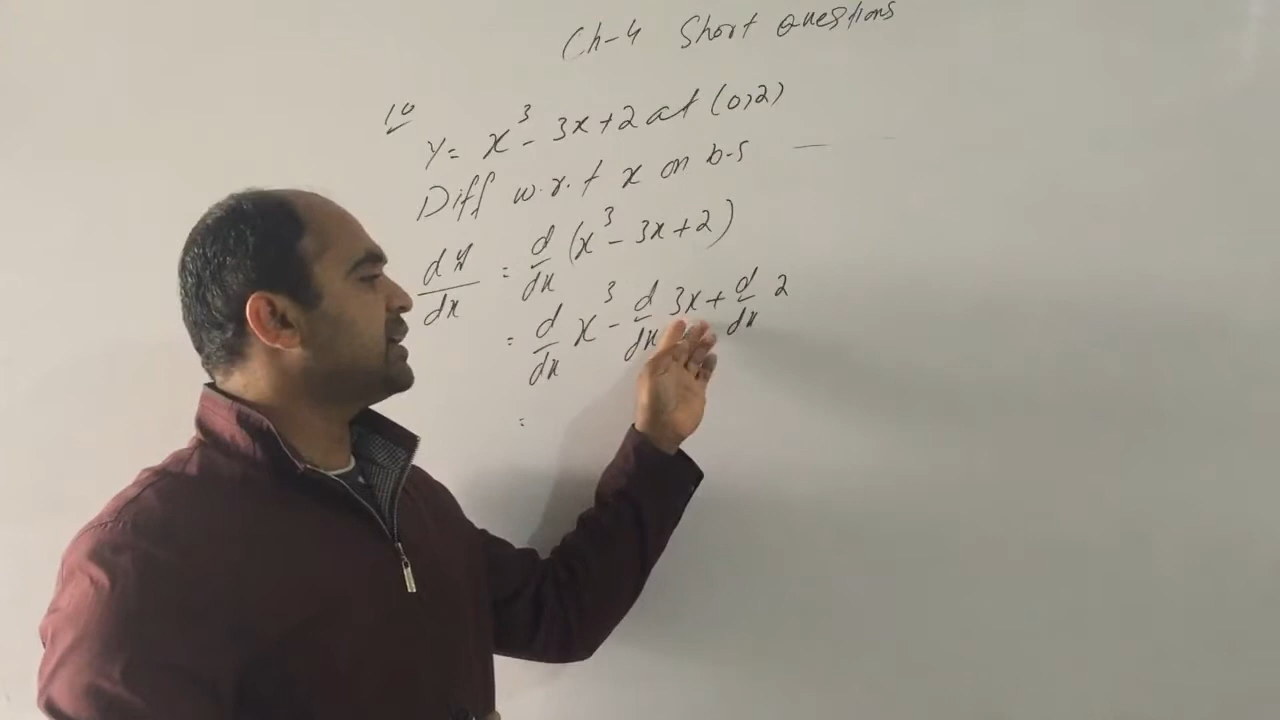 Ch-4 Short Questions
10
y = x³ - 3x + 2 at (0,2)
Diff w.r.t x on b.s
dy/dx = d/dx (x³ - 3x + 2)
= d/dx x³ - d/dx 3x + d/dx 2
=